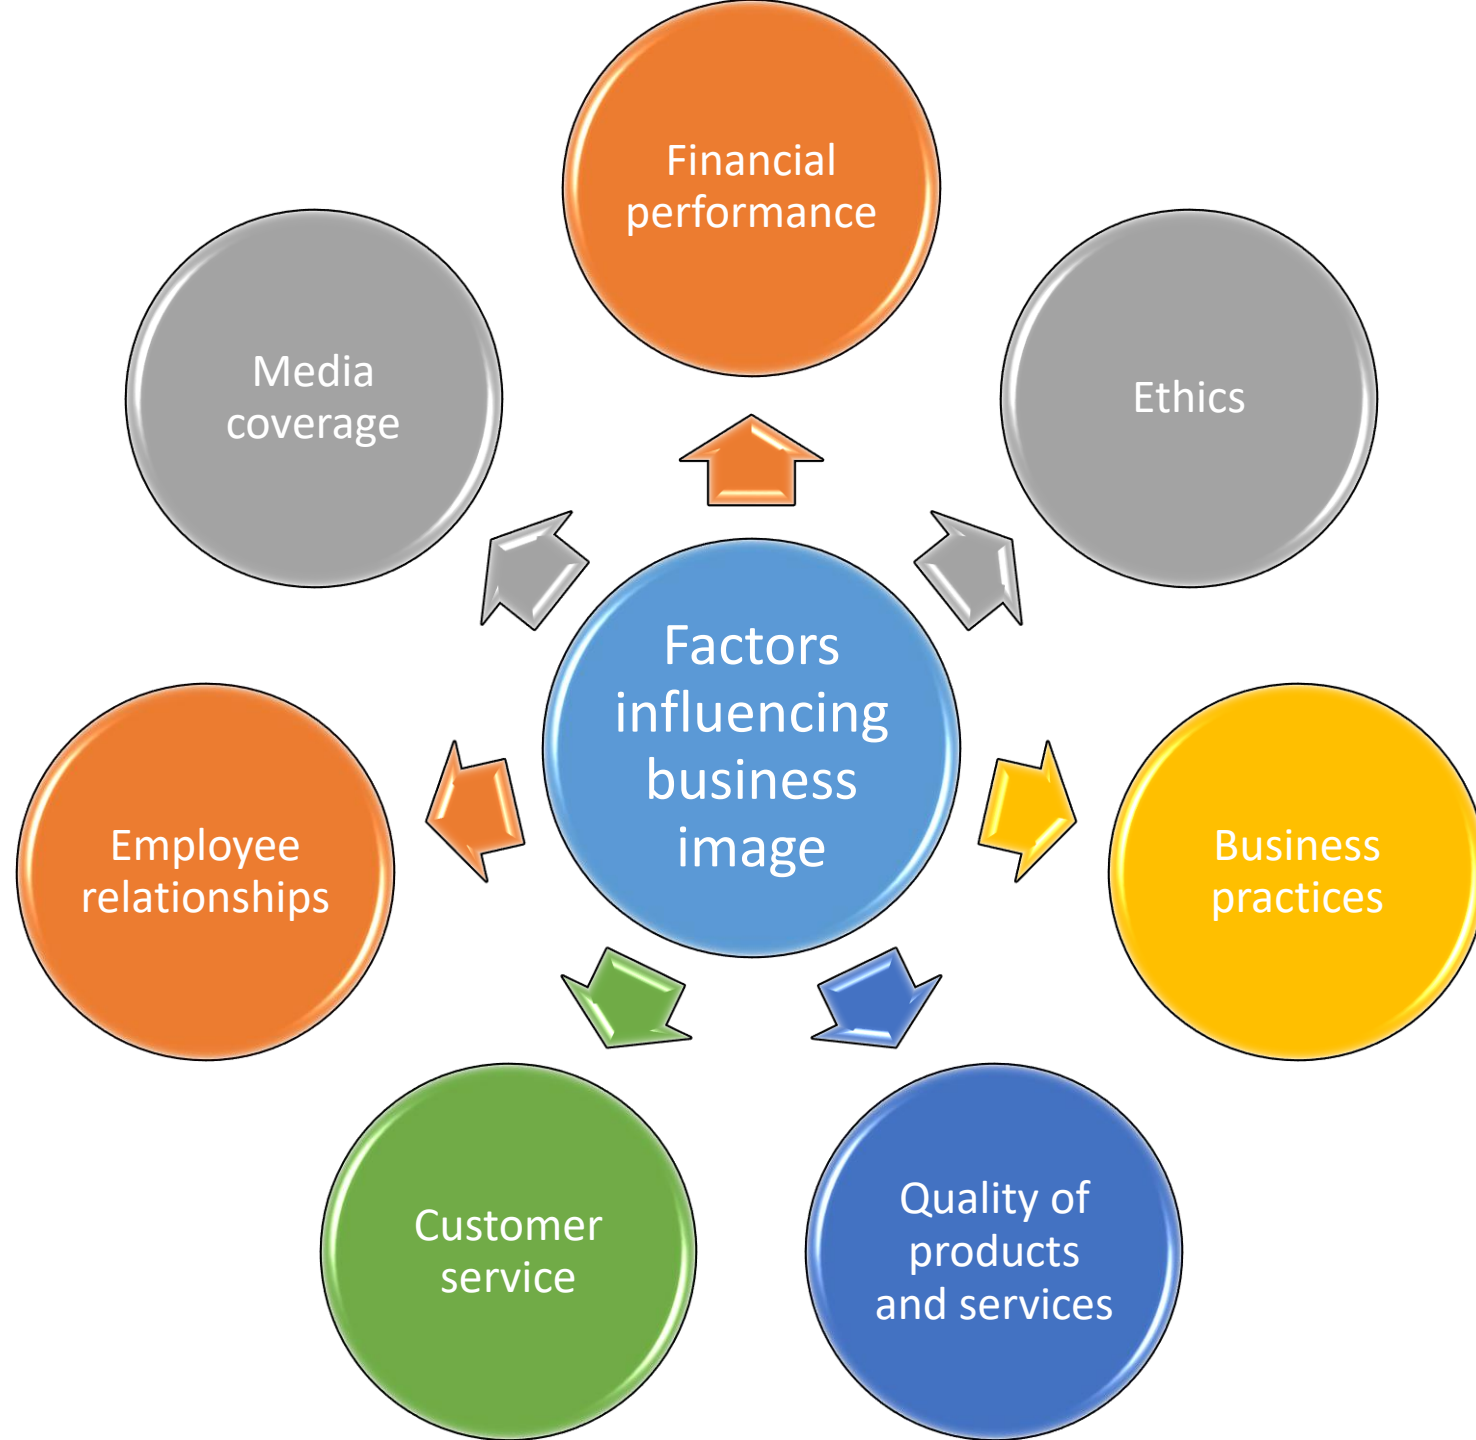 Financial
performance
Media
coverage
Ethics
Factors
influencing
business
image
Employee
relationships
Business
practices
Customer
service
Quality of
products
and services